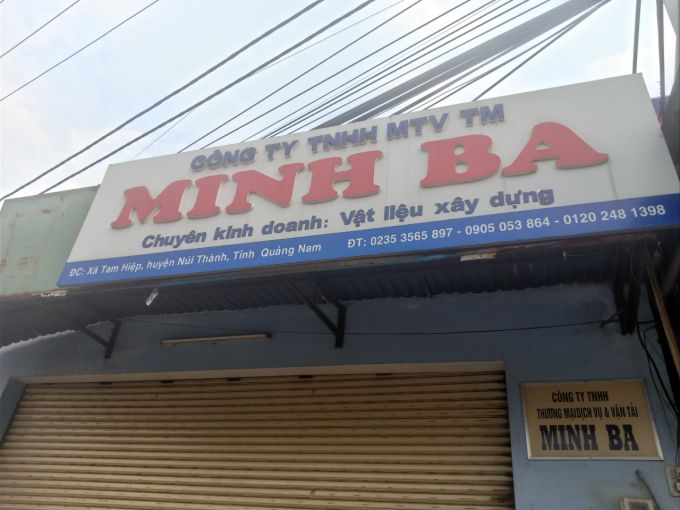 CÔNG TY TNHH MTV TM
MINH BA
Chuyên kinh doanh: Vật liệu xây dựng
ĐC: Xã Tam Hiệp, huyện Núi Thành, Tỉnh Quảng Nam ĐT: 0235 3565 897 - 0905 053 864 - 0120 248 1398
CÔNG TY TNHH
THƯƠNG MẠI DỊCH VỤ & VẬN TẢI
MINH BA